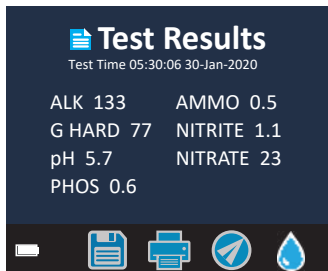 Test Results
Test Time 05:30:06 30-Jan-2020
ALK 133 AMMO 0.5
G HARD 77 NITRITE 1.1
pH 5.7 NITRATE 23
PHOS 0.6